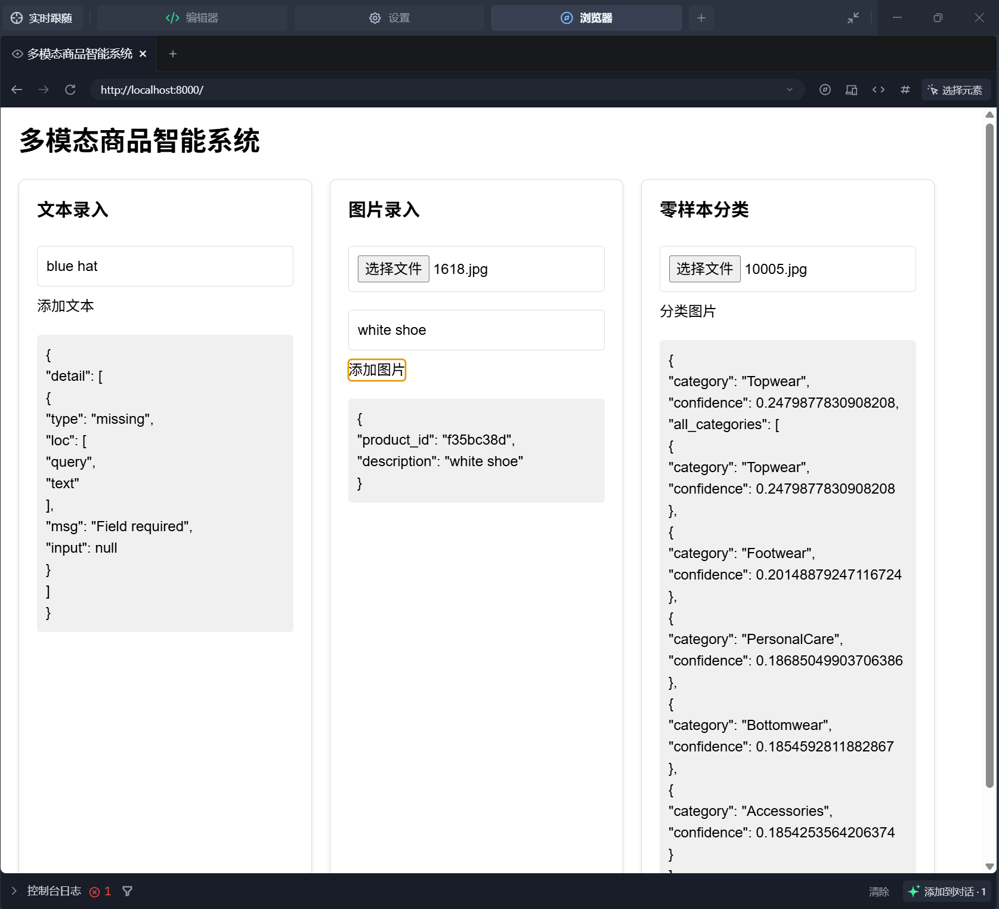 实时跟随
编辑器
设置
浏览器
多模态商品智能系统
http://localhost:8000/
选择元素
多模态商品智能系统
文本录入
blue hat
添加文本
{
"detail": [
{
"type": "missing",
"loc": [
"query",
"text"
],
"msg": "Field required",
"input": null
}
]
}
图片录入
选择文件 1618.jpg
white shoe
添加图片
{
"product_id": "f35bc38d",
"description": "white shoe"
}
零样本分类
选择文件 10005.jpg
分类图片
{
"category": "Topwear",
"confidence": 0.2479877830908208,
"all_categories": [
{
"category": "Topwear",
"confidence": 0.2479877830908208
},
{
"category": "Footwear",
"confidence": 0.20148879247116724
},
{
"category": "PersonalCare",
"confidence": 0.18685049903706386
},
{
"category": "Bottomwear",
"confidence": 0.1854592811882867
},
{
"category": "Accessories",
"confidence": 0.1854253564206374
}
控制台日志 1
清除
添加到对话 · 1